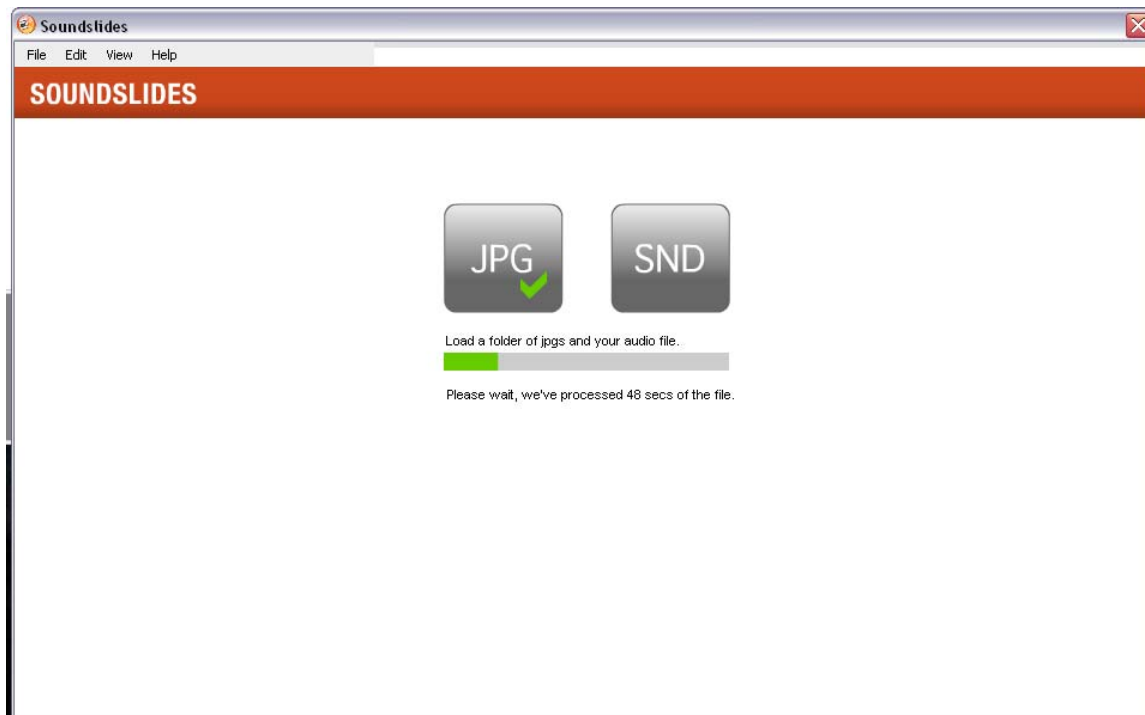 Soundslides
File Edit View Help
SOUNDSLIDES
JPG SND
Load a folder of jpgs and your audio file.
Please wait, we've processed 48 secs of the file.